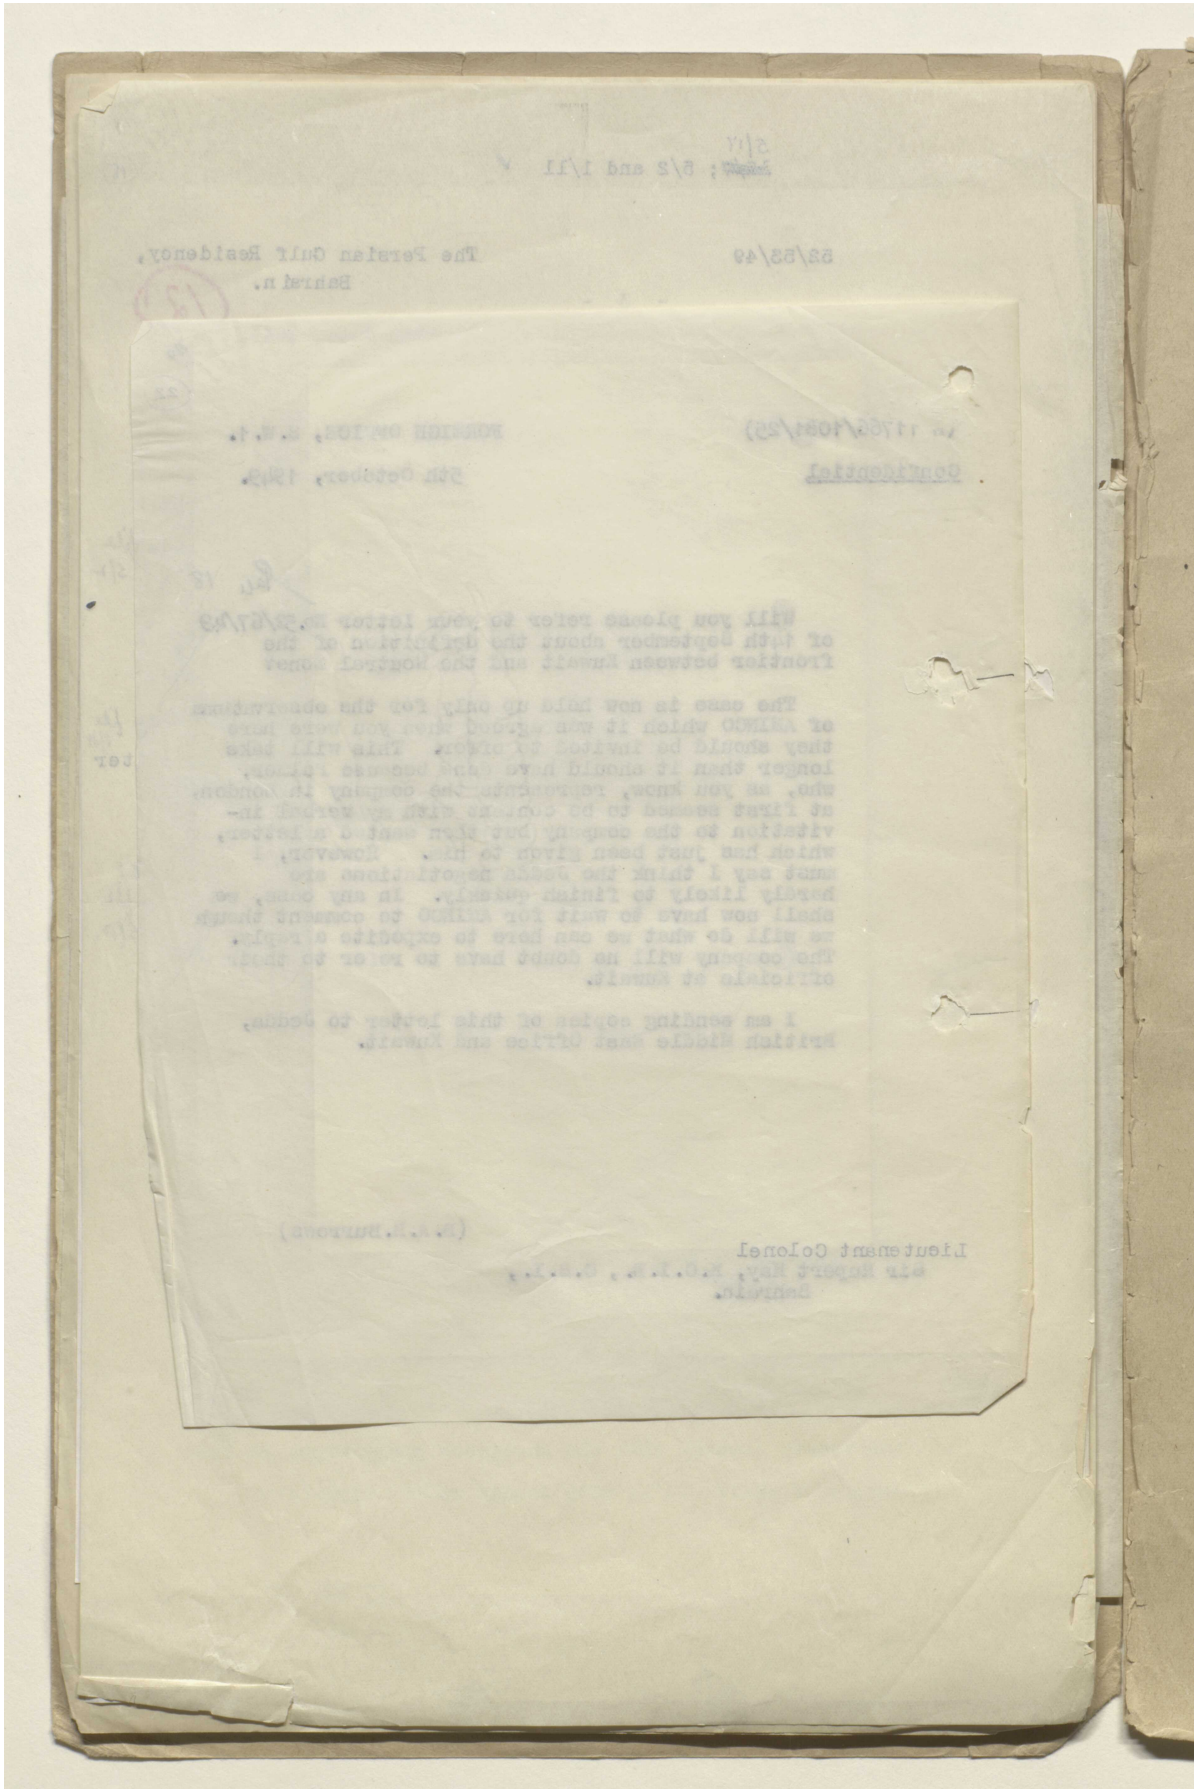 5/17
; 5/2 and 1/11
52/53/49 The Persian Gulf Residency,
Bahrain.
(12)
(E 11766/1081/25) FOREIGN OFFICE, S.W.1.
Confidential 5th October, 1949.
Will you please refer to your letter No.52/67/49
of 14th September about the definition of the
frontier between Kuwait and the Neutral Zone?
The case is now held up only for the observations
of AMINCO which it was agreed when you were here
they should be invited to offer. This will take
longer than it should have done because
who, as you know, represents the company in London,
at first seemed to be content with my verbal in-
vitation to the company but then wanted a letter,
which has just been given to him. However, I
must say I think the Jedda negotiations are
hardly likely to finish quickly. In any case, we
shall now have to wait for AMINCO to comment though
we will do what we can here to expedite a reply.
The company will no doubt have to refer to their
officials at Kuwait.
I am sending copies of this letter to Jedda,
British Middle East Office and Kuwait.
(B.A.B.Burrows)
Lieutenant Colonel
Sir Rupert Hay, K.C.I.E., C.S.I.,
Bahrein.
ter